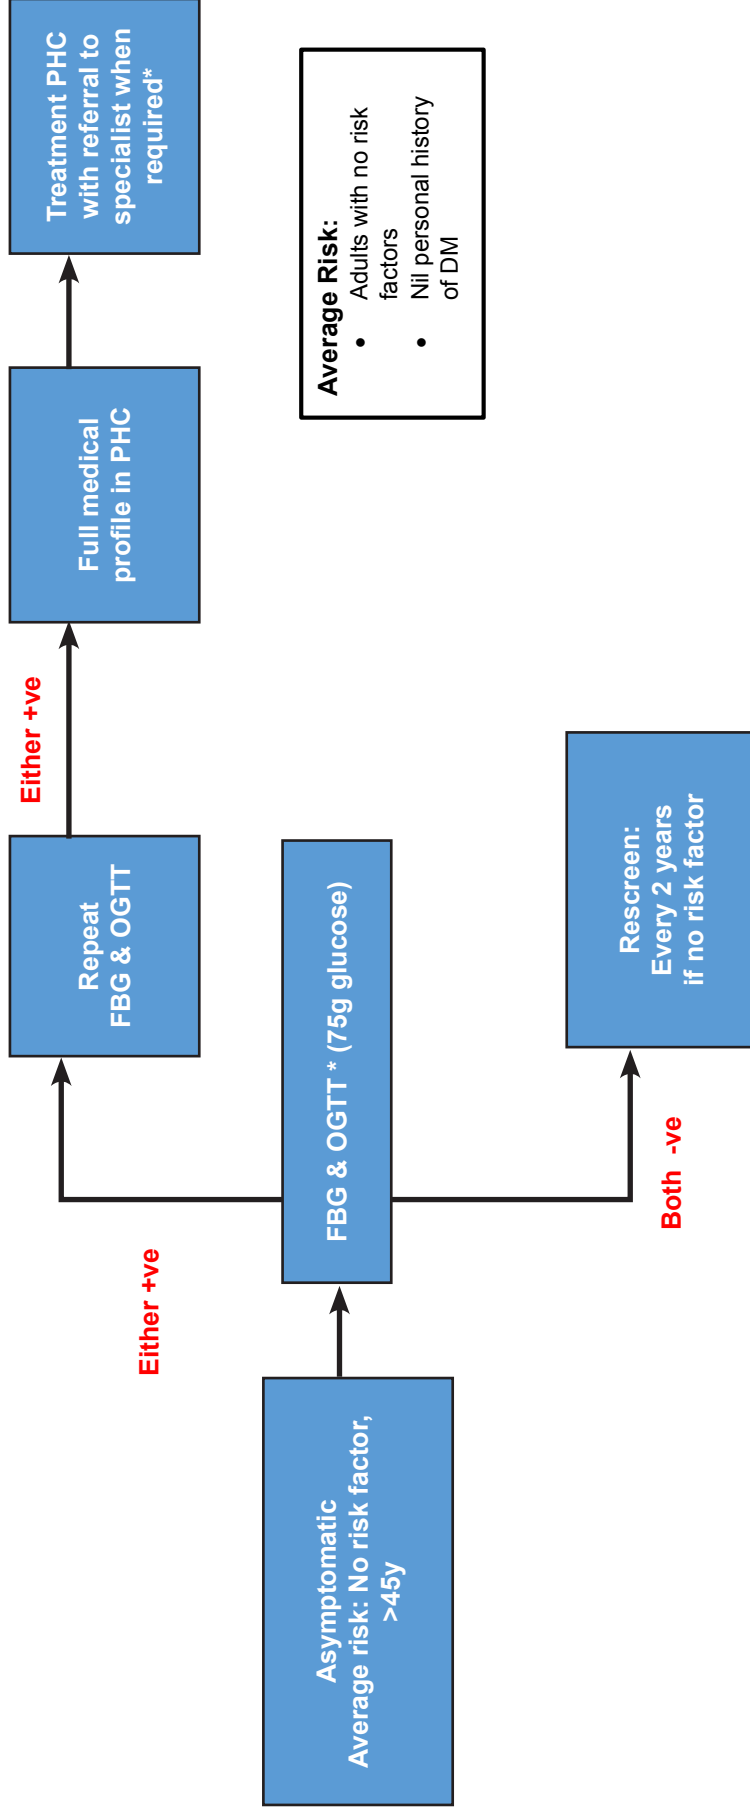 Asymptomatic
Average risk: No risk factor,
>45y
FBG & OGTT * (75g glucose)
Either +ve
Repeat
FBG & OGTT
Either +ve
Full medical
profile in PHC
Treatment PHC
with referral to
specialist when
required*
Both -ve
Rescreen:
Every 2 years
if no risk factor
Average Risk:
• Adults with no risk
factors
• Nil personal history
of DM